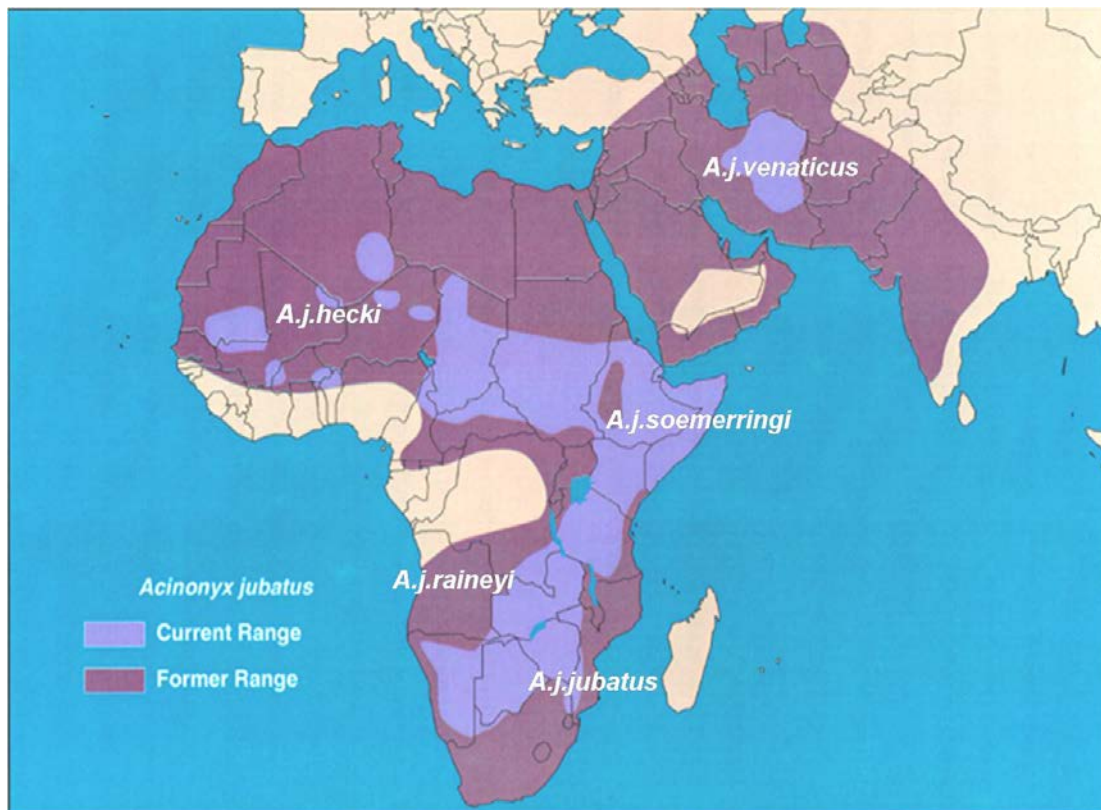 A.j.venaticus
A.j.hecki
A.j.soemerringi
A.j.raineyi
Acinonyx jubatus
Current Range
Former Range
A.j.jubatus